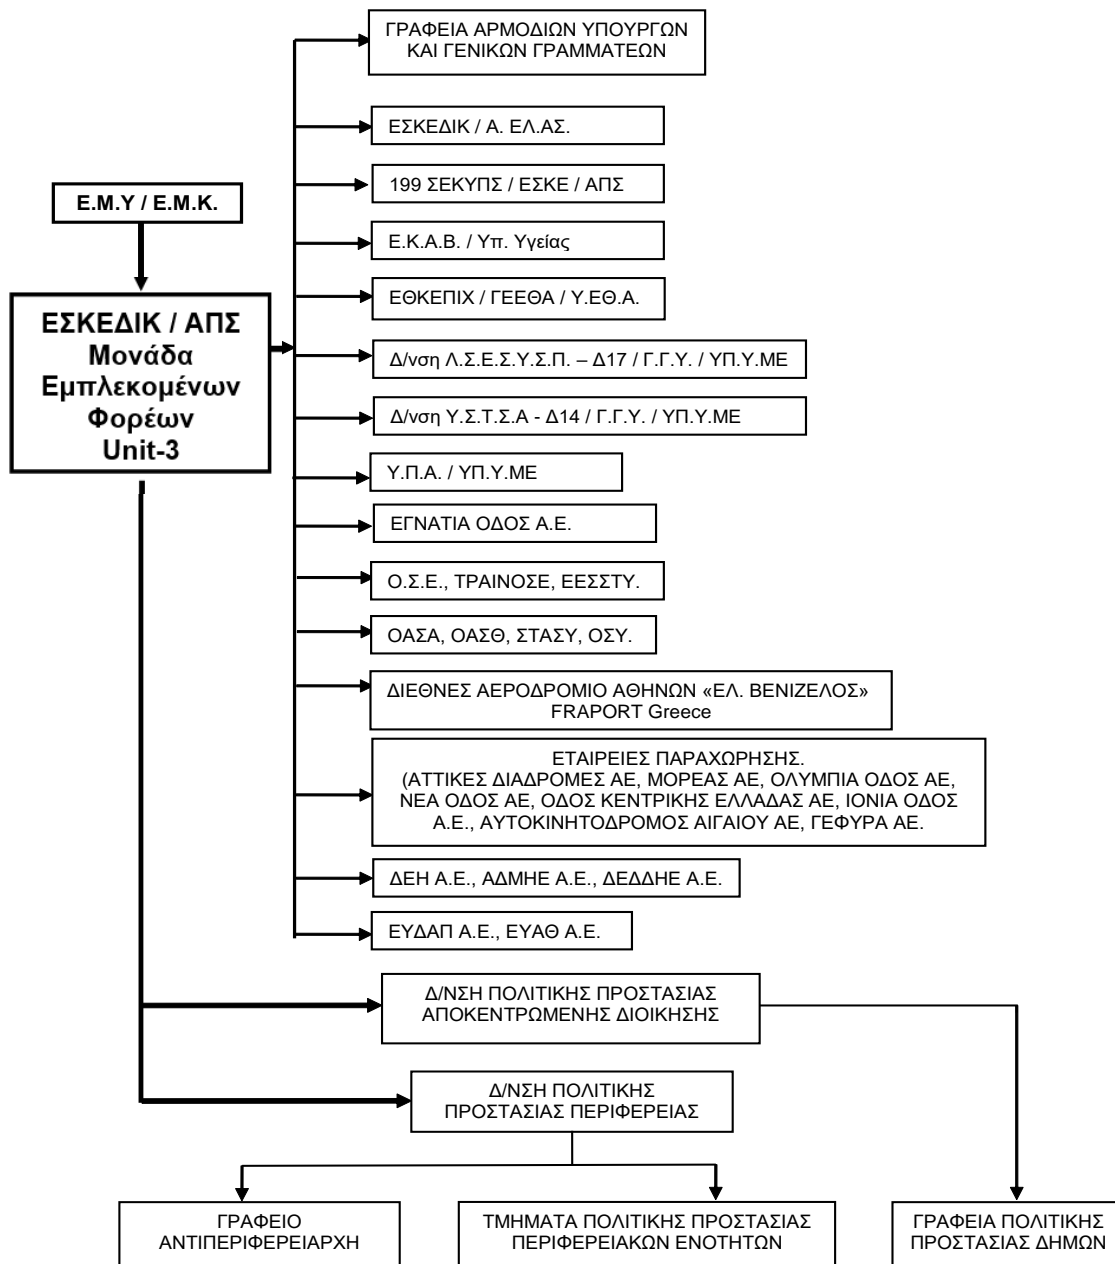 ΓΡΑΦΕΙΑ ΑΡΜΟΔΙΩΝ ΥΠΟΥΡΓΩΝ
ΚΑΙ ΓΕΝΙΚΩΝ ΓΡΑΜΜΑΤΕΩΝ
ΕΣΚΕΔΙΚ / Α. ΕΛ.ΑΣ.
199 ΣΕΚΥΠΣ / ΕΣΚΕ / ΑΠΣ
Ε.Μ.Υ / Ε.Μ.Κ.
Ε.Κ.Α.Β. / Υπ. Υγείας
ΕΘΚΕΠΙΧ / ΓΕΕΘΑ / Υ.ΕΘ.Α.
ΕΣΚΕΔΙΚ / ΑΠΣ
Μονάδα
Εμπλεκομένων
Φορέων
Unit-3
Δ/νση Λ.Σ.Ε.Σ.Υ.Σ.Π. – Δ17 / Γ.Γ.Υ. / ΥΠ.Υ.ΜΕ
Δ/νση Υ.Σ.Τ.Σ.Α - Δ14 / Γ.Γ.Υ. / ΥΠ.Υ.ΜΕ
Υ.Π.Α. / ΥΠ.Υ.ΜΕ
ΕΓΝΑΤΙΑ ΟΔΟΣ Α.Ε.
Ο.Σ.Ε., ΤΡΑΙΝΟΣΕ, ΕΕΣΣΤΥ.
ΟΑΣΑ, ΟΑΣΘ, ΣΤΑΣΥ, ΟΣΥ.
ΔΙΕΘΝΕΣ ΑΕΡΟΔΡΟΜΙΟ ΑΘΗΝΩΝ «ΕΛ. ΒΕΝΙΖΕΛΟΣ»
FRAPORT Greece
ΕΤΑΙΡΕΙΕΣ ΠΑΡΑΧΩΡΗΣΗΣ.
(ΑΤΤΙΚΕΣ ΔΙΑΔΡΟΜΕΣ ΑΕ, ΜΟΡΕΑΣ ΑΕ, ΟΛΥΜΠΙΑ ΟΔΟΣ ΑΕ,
ΝΕΑ ΟΔΟΣ ΑΕ, ΟΔΟΣ ΚΕΝΤΡΙΚΗΣ ΕΛΛΑΔΑΣ ΑΕ, ΙΟΝΙΑ ΟΔΟΣ
Α.Ε., ΑΥΤΟΚΙΝΗΤΟΔΡΟΜΟΣ ΑΙΓΑΙΟΥ ΑΕ, ΓΕΦΥΡΑ ΑΕ.
ΔΕΗ Α.Ε., ΑΔΜΗΕ Α.Ε., ΔΕΔΔΗΕ Α.Ε.
ΕΥΔΑΠ Α.Ε., ΕΥΑΘ Α.Ε.
Δ/ΝΣΗ ΠΟΛΙΤΙΚΗΣ ΠΡΟΣΤΑΣΙΑΣ
ΑΠΟΚΕΝΤΡΩΜΕΝΗΣ ΔΙΟΙΚΗΣΗΣ
Δ/ΝΣΗ ΠΟΛΙΤΙΚΗΣ
ΠΡΟΣΤΑΣΙΑΣ ΠΕΡΙΦΕΡΕΙΑΣ
ΓΡΑΦΕΙΟ
ΑΝΤΙΠΕΡΙΦΕΡΕΙΑΡΧΗ
ΤΜΗΜΑΤΑ ΠΟΛΙΤΙΚΗΣ ΠΡΟΣΤΑΣΙΑΣ
ΠΕΡΙΦΕΡΕΙΑΚΩΝ ΕΝΟΤΗΤΩΝ
ΓΡΑΦΕΙΑ ΠΟΛΙΤΙΚΗΣ
ΠΡΟΣΤΑΣΙΑΣ ΔΗΜΩΝ